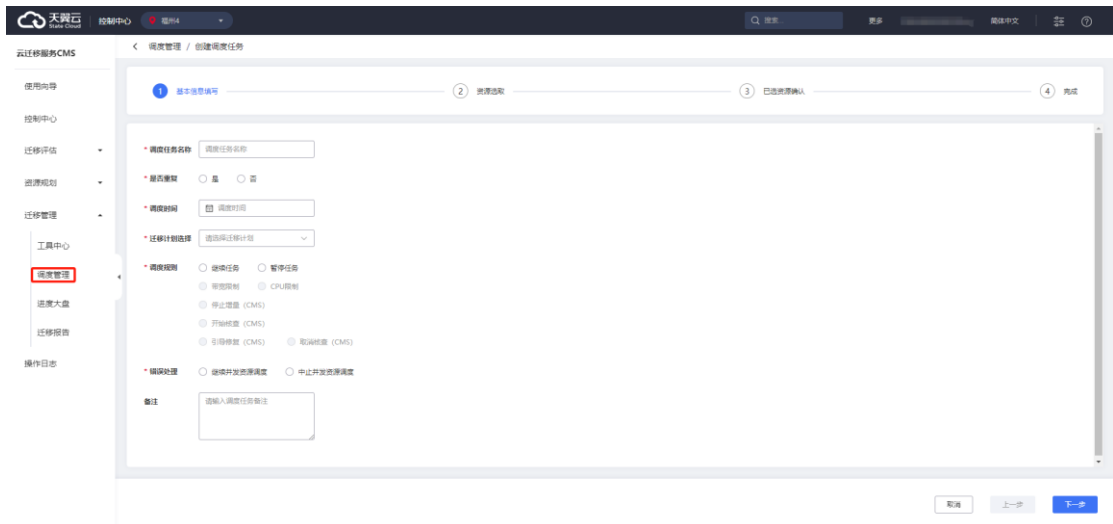 天翼云
State Cloud
控制中心
福州4
搜索
更多
简体中文
云迁移服务CMS
调度管理 / 创建调度任务
使用向导
控制中心
迁移评估
资源规划
迁移管理
工具中心
调度管理
进度大盘
迁移报告
操作日志
1 基本信息填写
2 资源选取
3 已选资源确认
4 完成
* 调度任务名称 调度任务名称
* 是否重复 是 否
* 调度时间 调度时间
* 迁移计划选择 请选择迁移计划
* 调度规则 继续任务 暂停任务
带宽限制 CPU限制
停止增量 (CMS)
开始核查 (CMS)
引导修复 (CMS) 取消核查 (CMS)
* 错误处理 继续并发资源调度 中止并发资源调度
备注 请输入调度任务备注
取消 上一步 下一步